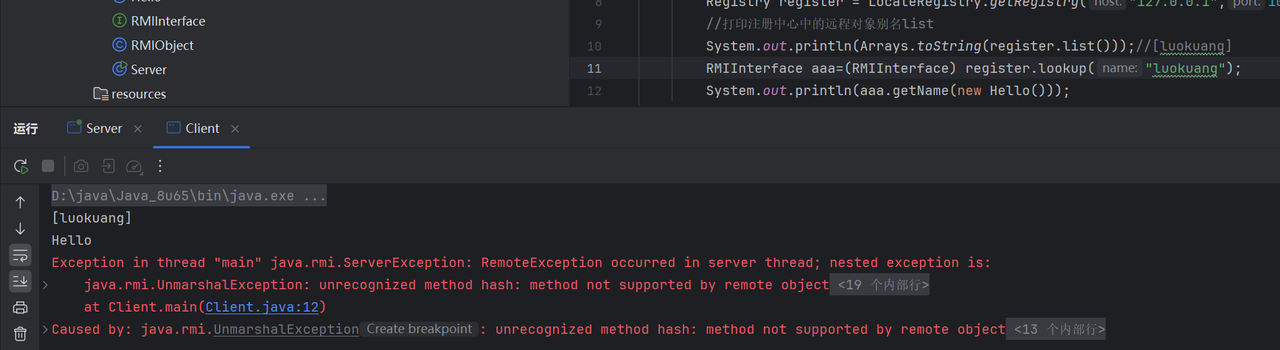 RMIInterface
RMIObject
Server
resources
8 Registry register = LocateRegistry.getRegistry( host: "127.0.0.1", port: 10
9 //打印注册中心中的远程对象别名list
10 System.out.println(Arrays.toString(register.list()));//[luokuang]
11 RMIInterface aaa=(RMIInterface) register.lookup( name: "luokuang");
12 System.out.println(aaa.getName(new Hello()));
运行 Server Client
D:\java\Java_8u65\bin\java.exe ...
[luokuang]
Hello
Exception in thread "main" java.rmi.ServerException: RemoteException occurred in server thread; nested exception is:
java.rmi.UnmarshalException: unrecognized method hash: method not supported by remote object <19 个内部行>
at Client.main(Client.java:12)
Caused by: java.rmi.UnmarshalException Create breakpoint : unrecognized method hash: method not supported by remote object <13 个内部行>